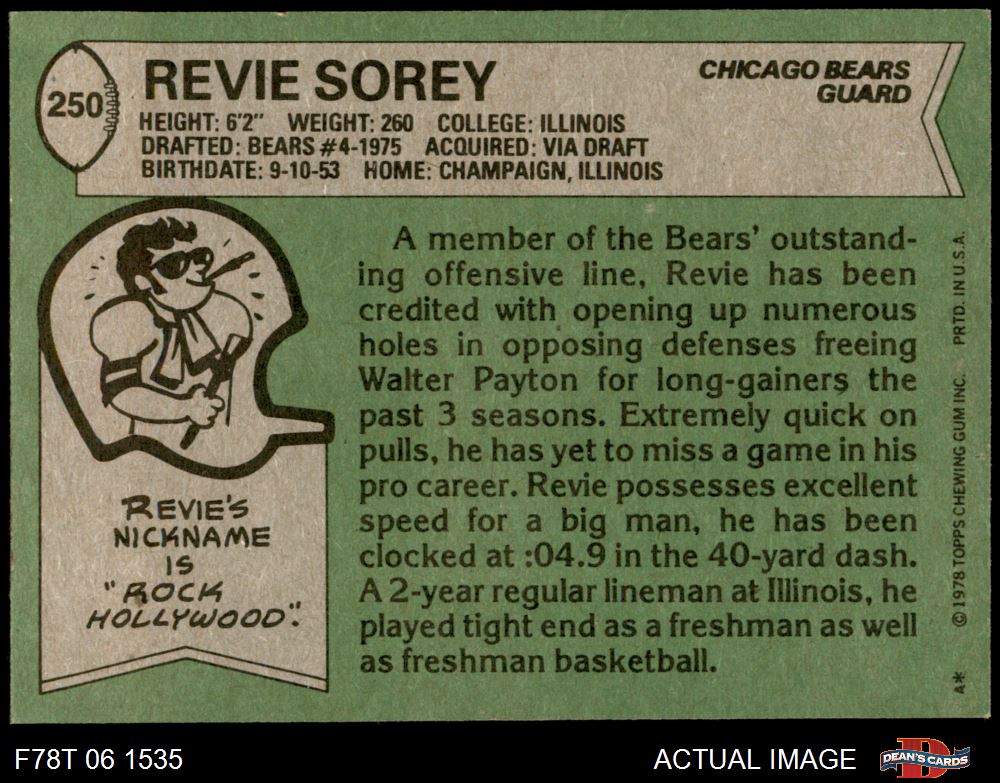 250
REVIE SOREY
CHICAGO BEARS
GUARD
HEIGHT: 6'2" WEIGHT: 260 COLLEGE: ILLINOIS
DRAFTED: BEARS #4-1975 ACQUIRED: VIA DRAFT
BIRTHDATE: 9-10-53 HOME: CHAMPAIGN, ILLINOIS
REVIE'S
NICKNAME
IS
"ROCK
HOLLYWOOD".
A member of the Bears' outstand-
ing offensive line, Revie has been
credited with opening up numerous
holes in opposing defenses freeing
Walter Payton for long-gainers the
past 3 seasons. Extremely quick on
pulls, he has yet to miss a game in his
pro career. Revie possesses excellent
speed for a big man, he has been
clocked at :04.9 in the 40-yard dash.
A 2-year regular lineman at Illinois, he
played tight end as a freshman as well
as freshman basketball.
A* ©1978 TOPPS CHEWING GUM INC. PRTD. IN U.S.A.
F78T 06 1535
ACTUAL IMAGE
D
DEAN'S CARDS